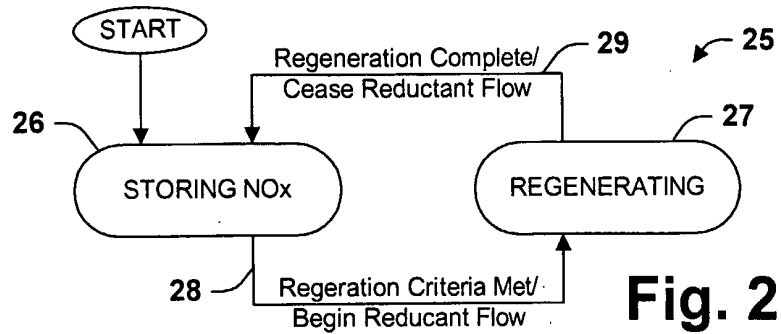 START
Regeneration Complete/
Cease Reductant Flow
29
25
26
27
STORING NOx
REGENERATING
28
Regeration Criteria Met/
Begin Reducant Flow
Fig. 2